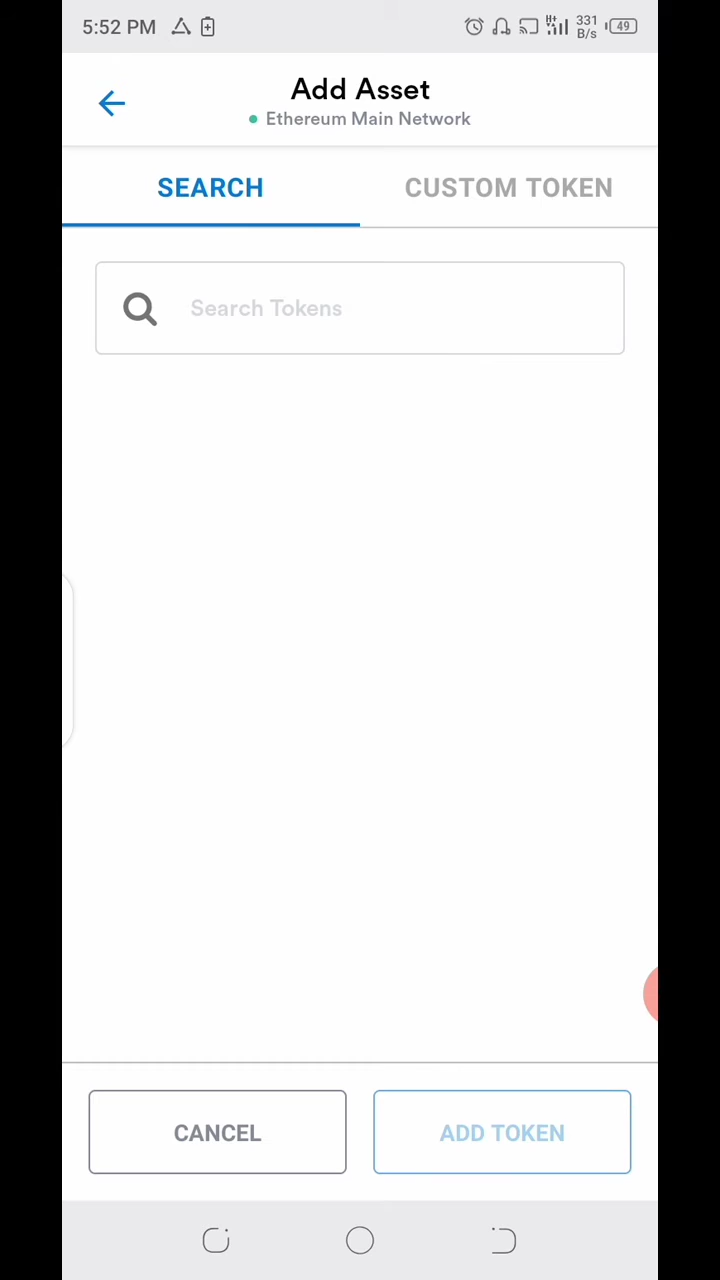 5:52 PM 331 B/s 49
Add Asset
Ethereum Main Network
SEARCH CUSTOM TOKEN
Search Tokens
CANCEL ADD TOKEN